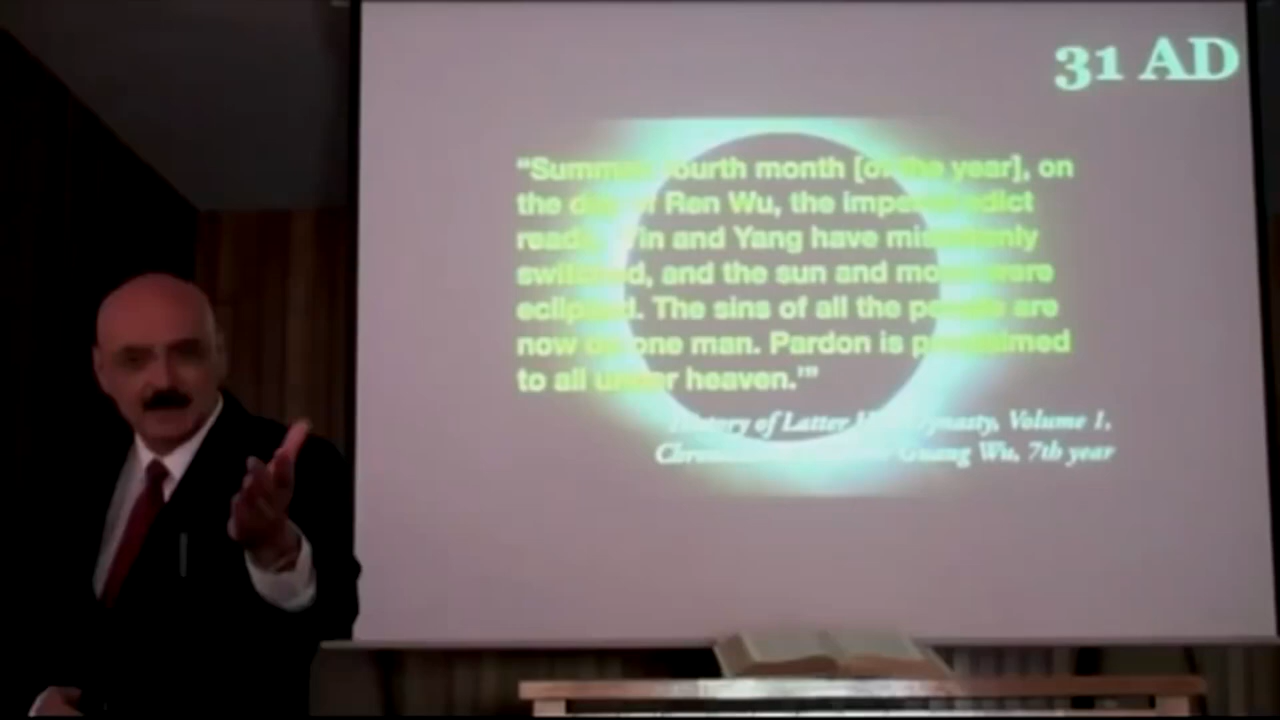 31 AD
“Summer, fourth month [of the year], on
the day of Ren Wu, the imperial edict
reads, Yin and Yang have mistakenly
switched, and the sun and moon were
eclipsed. The sins of all the people are
now on one man. Pardon is proclaimed
to all under heaven.’”
History of Latter Han Dynasty, Volume 1,
Guang Wu, 7th year